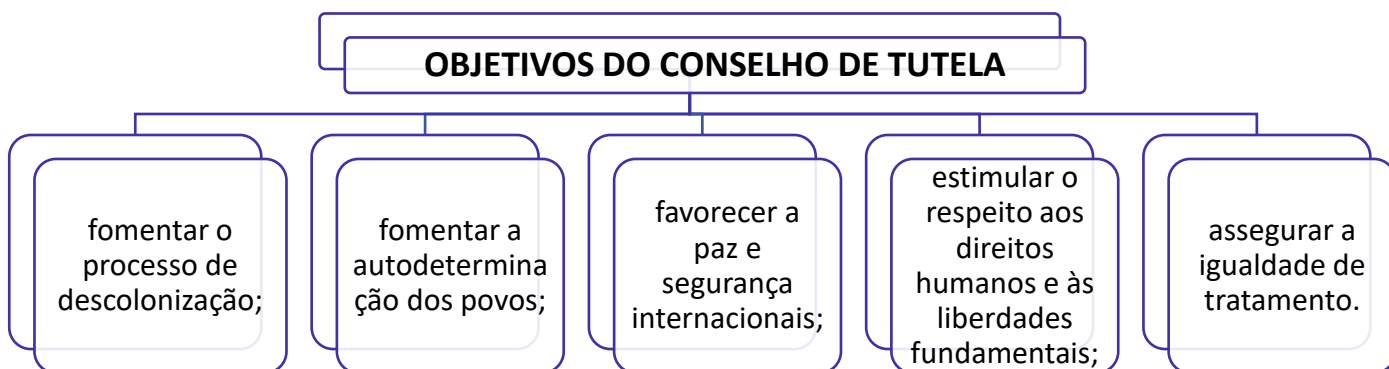 OBJETIVOS DO CONSELHO DE TUTELA
fomentar o
processo de
descolonização;
fomentar a
autodetermina
ção dos povos;
favorecer a
paz e
segurança
internacionais;
estimular o
respeito aos
direitos
humanos e às
liberdades
fundamentais;
assegurar a
igualdade de
tratamento.